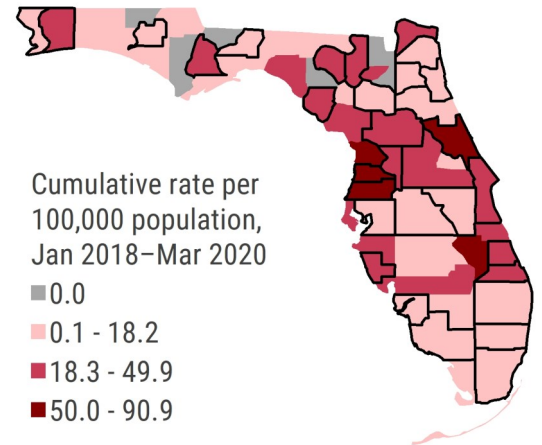 Cumulative rate per
100,000 population,
Jan 2018–Mar 2020
0.0
0.1 - 18.2
18.3 - 49.9
50.0 - 90.9